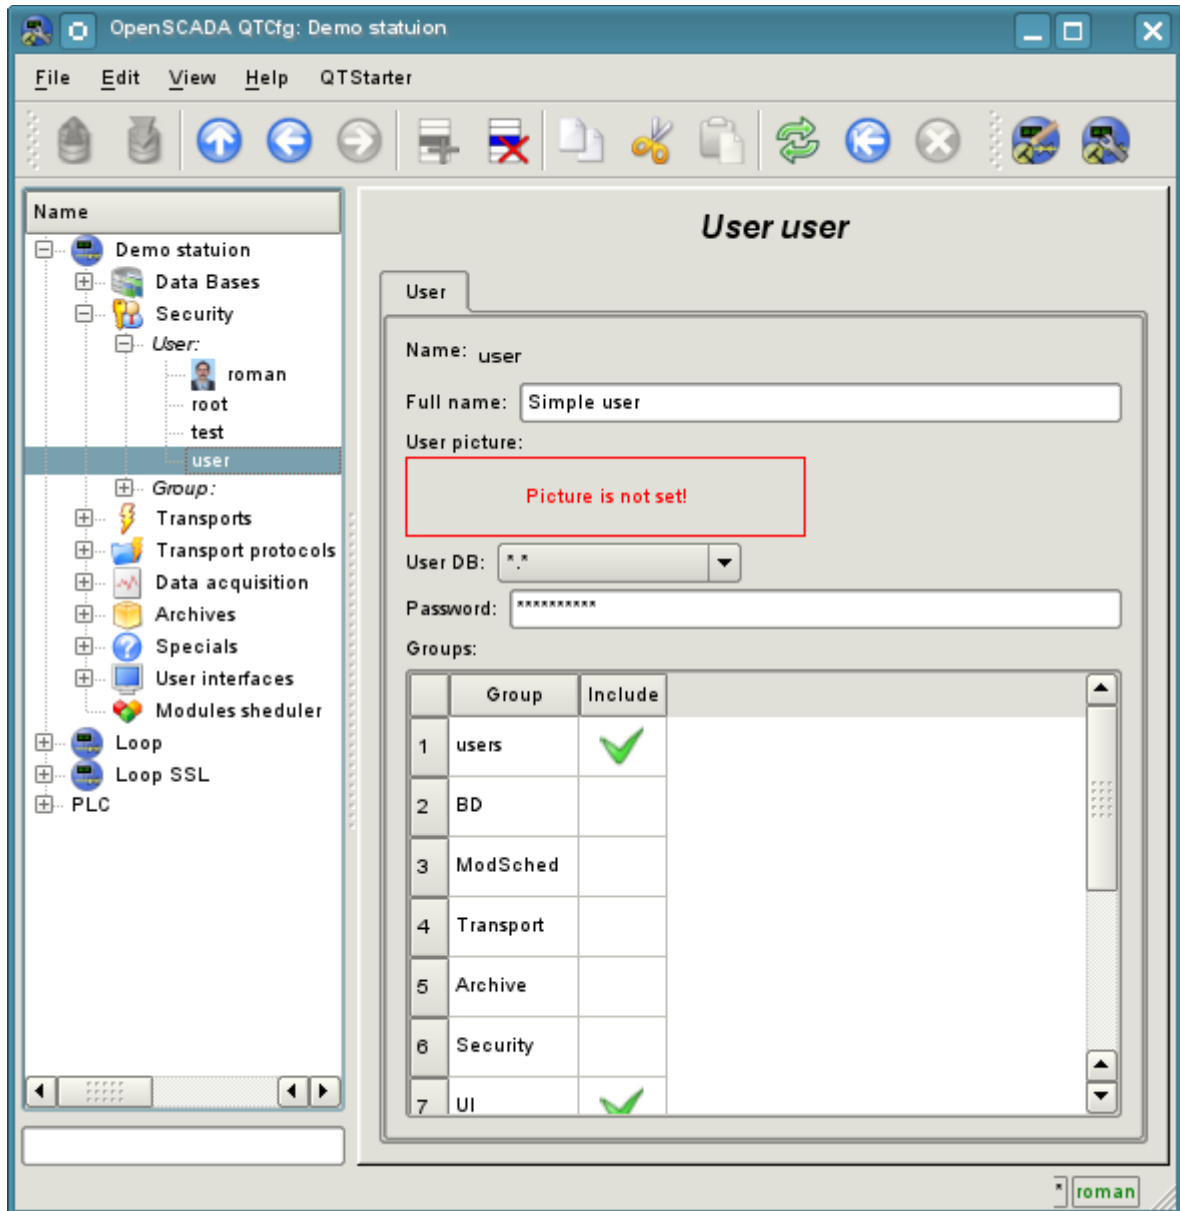 OpenSCADA QTCfg: Demo statuion
File Edit View Help QTStarter
Name
Demo statuion
Data Bases
Security
User:
roman
root
test
user
Group:
Transports
Transport protocols
Data acquisition
Archives
Specials
User interfaces
Modules sheduler
Loop
Loop SSL
PLC
User user
User
Name: user
Full name: Simple user
User picture:
Picture is not set!
User DB: *.*
Password: **********
Groups:
Group Include
1 users
2 BD
3 ModSched
4 Transport
5 Archive
6 Security
7 UI
* roman